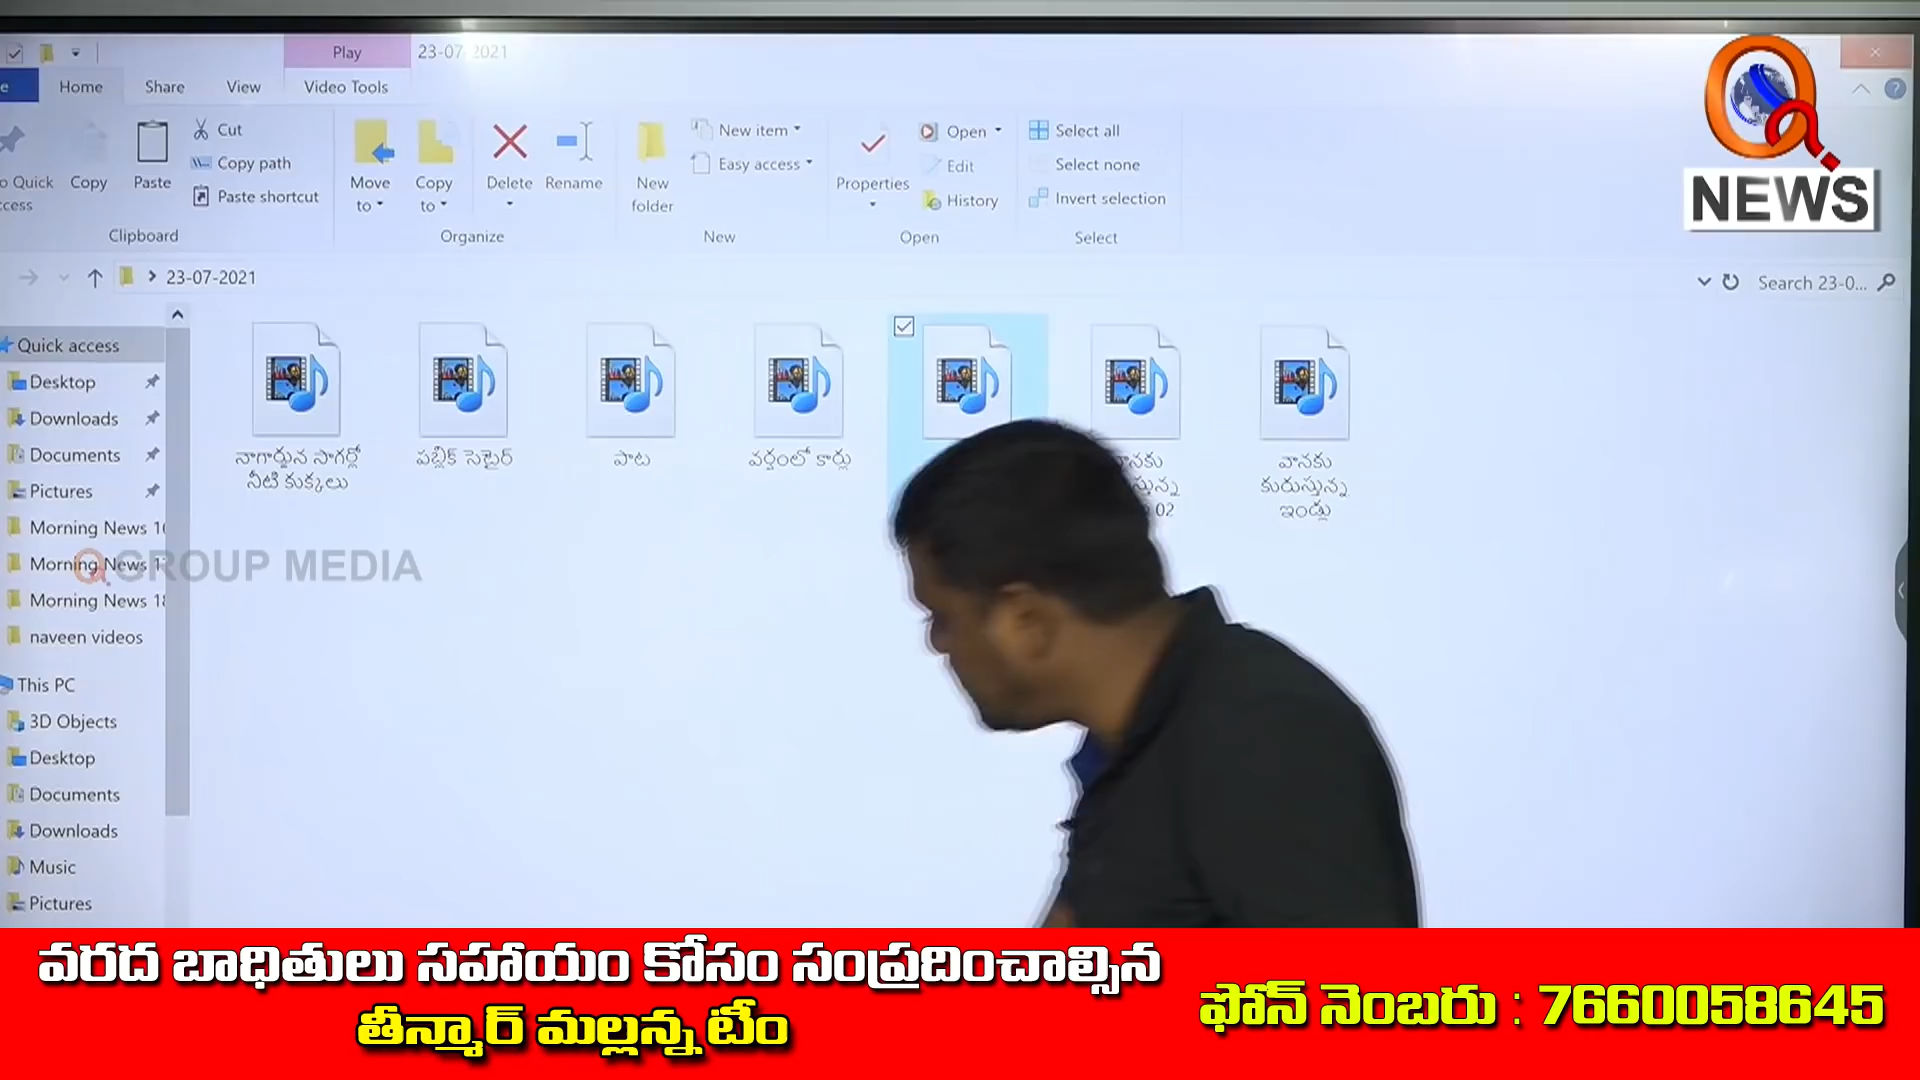 Play
23-07-2021
Home
Share
View
Video Tools
Copy
Paste
Cut
Copy path
Paste shortcut
Clipboard
Move to
Copy to
Delete
Rename
Organize
New folder
New item
Easy access
New
Properties
Open
Edit
History
Open
Select all
Select none
Invert selection
Select
NEWS
23-07-2021
Search 23-0...
Quick access
Desktop
Downloads
Documents
Pictures
Morning News
Morning News
Morning News
naveen videos
This PC
3D Objects
Desktop
Documents
Downloads
Music
Pictures
నాగార్జున సాగర్లో
నీటి కుక్కలు
పబ్లిక్ సెటైర్
పాట
వర్షంలో కార్లు
02
వానకు
కురుస్తున్న
ఇండ్లు
GROUP MEDIA
వరద బాధితులు సహాయం కోసం సంప్రదించాల్సిన
తీన్మార్ మల్లన్న టీం
ఫోన్ నెంబరు : 7660058645